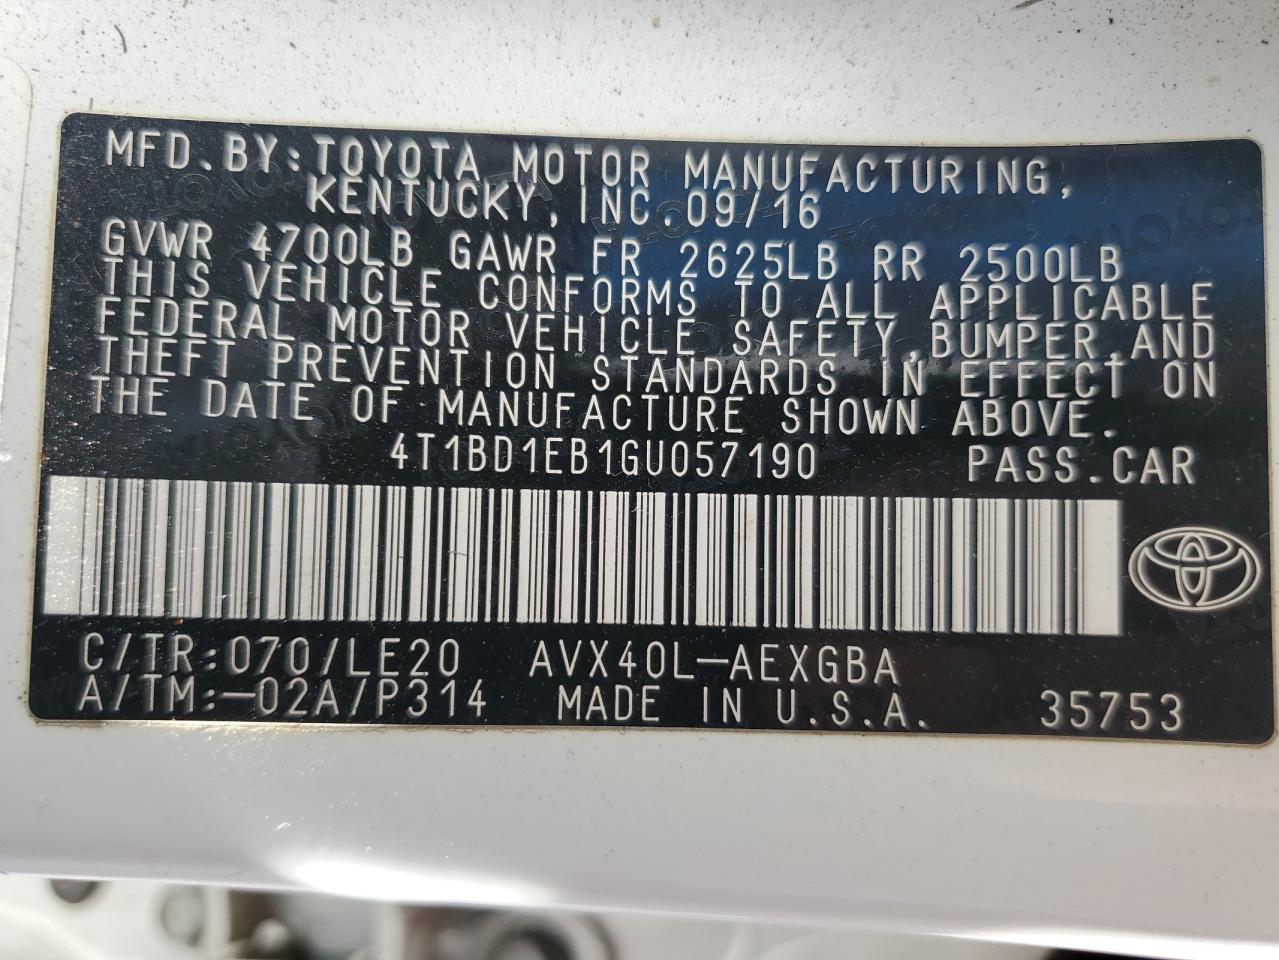 MFD.BY:TOYOTA MOTOR MANUFACTURING,
KENTUCKY,INC.09/16
GVWR 4700LB GAWR FR 2625LB RR 2500LB
THIS VEHICLE CONFORMS TO ALL APPLICABLE
FEDERAL MOTOR VEHICLE SAFETY,BUMPER,AND
THEFT PREVENTION STANDARDS IN EFFECT ON
THE DATE OF MANUFACTURE SHOWN ABOVE.
4T1BD1EB1GU057190 PASS.CAR
C/TR:070/LE20 AVX40L-AEXGBA
A/TM:-02A/P314 MADE IN U.S.A. 35753